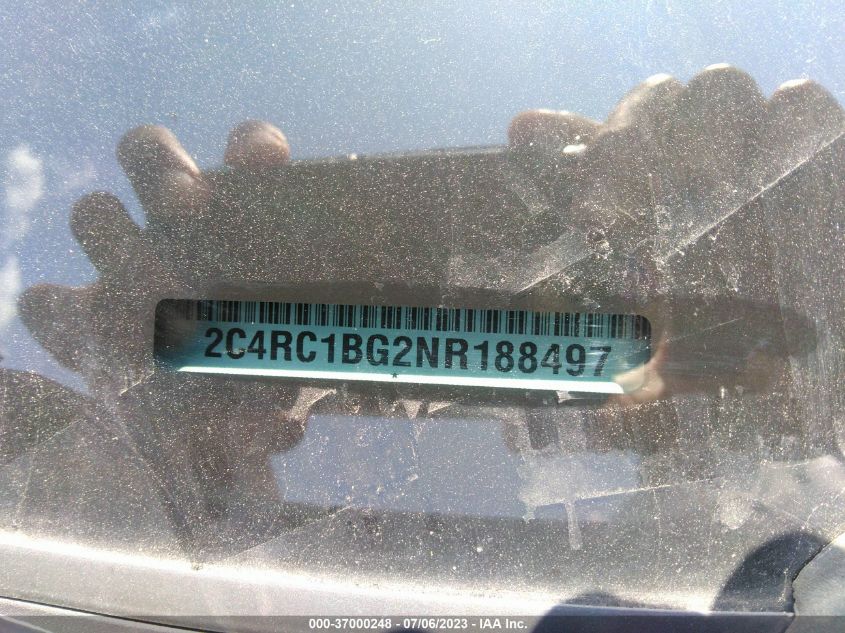 2C4RC1BG2NR188497
*
000-37000248 - 07/06/2023 - IAA Inc.